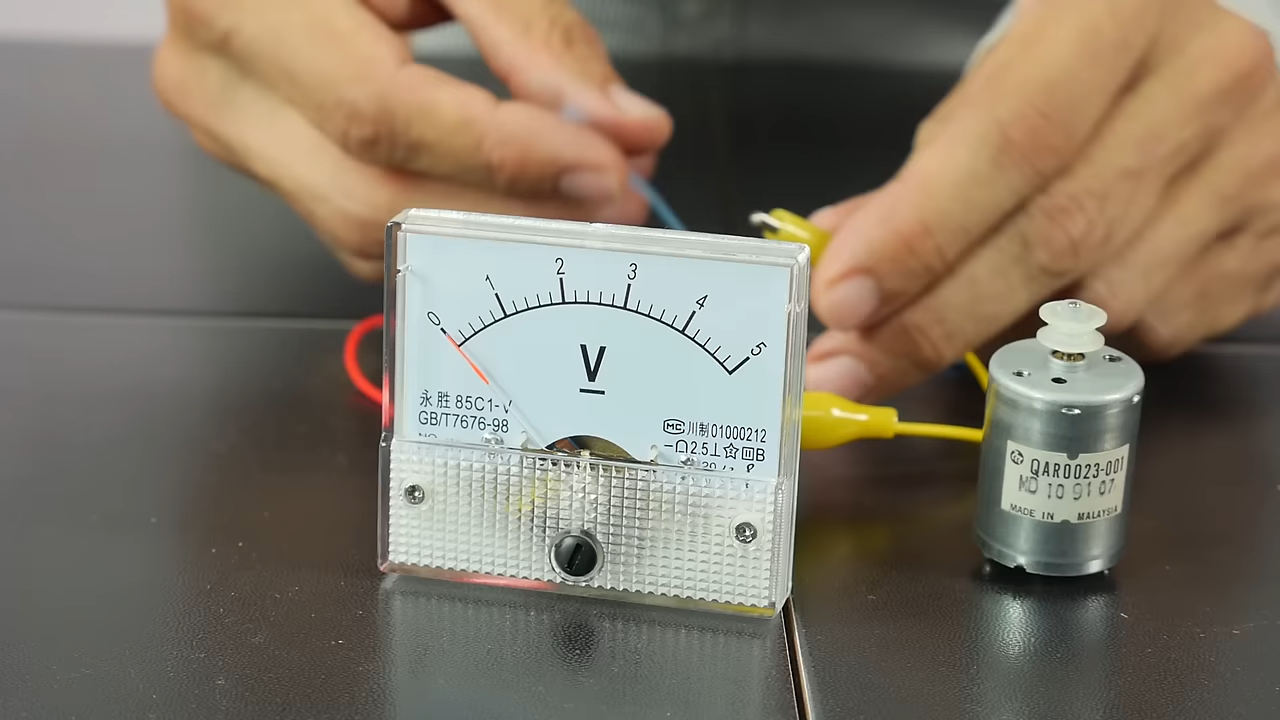 0 1 2 3 4 5
V
永胜 85C1-V
GB/T7676-98
MC 川制01000212
2.5 ⊥ ☆ Ⅲ B
QAR0023-001
MD 10 91 07
MADE IN MALAYSIA